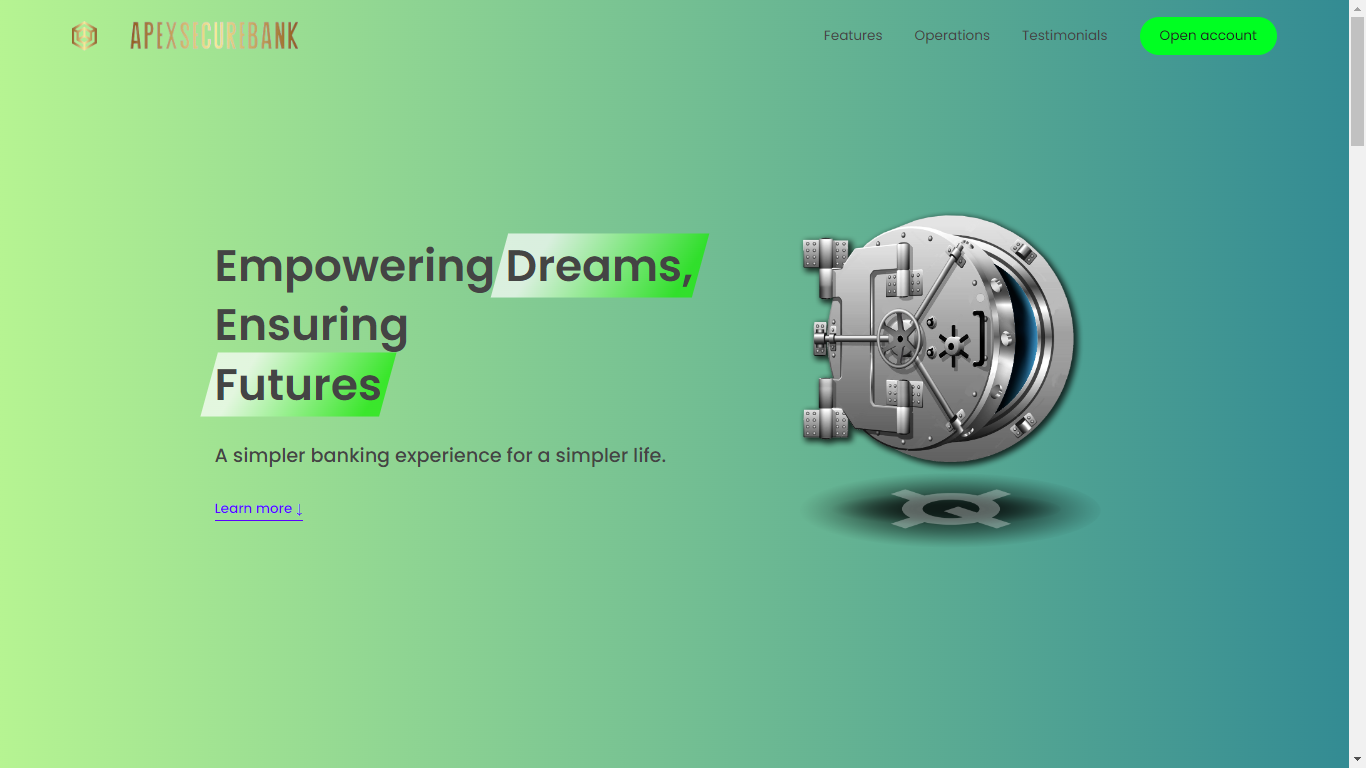 APEXSECUREBANK
Features
Operations
Testimonials
Open account
Empowering Dreams,
Ensuring
Futures
A simpler banking experience for a simpler life.
Learn more ↓